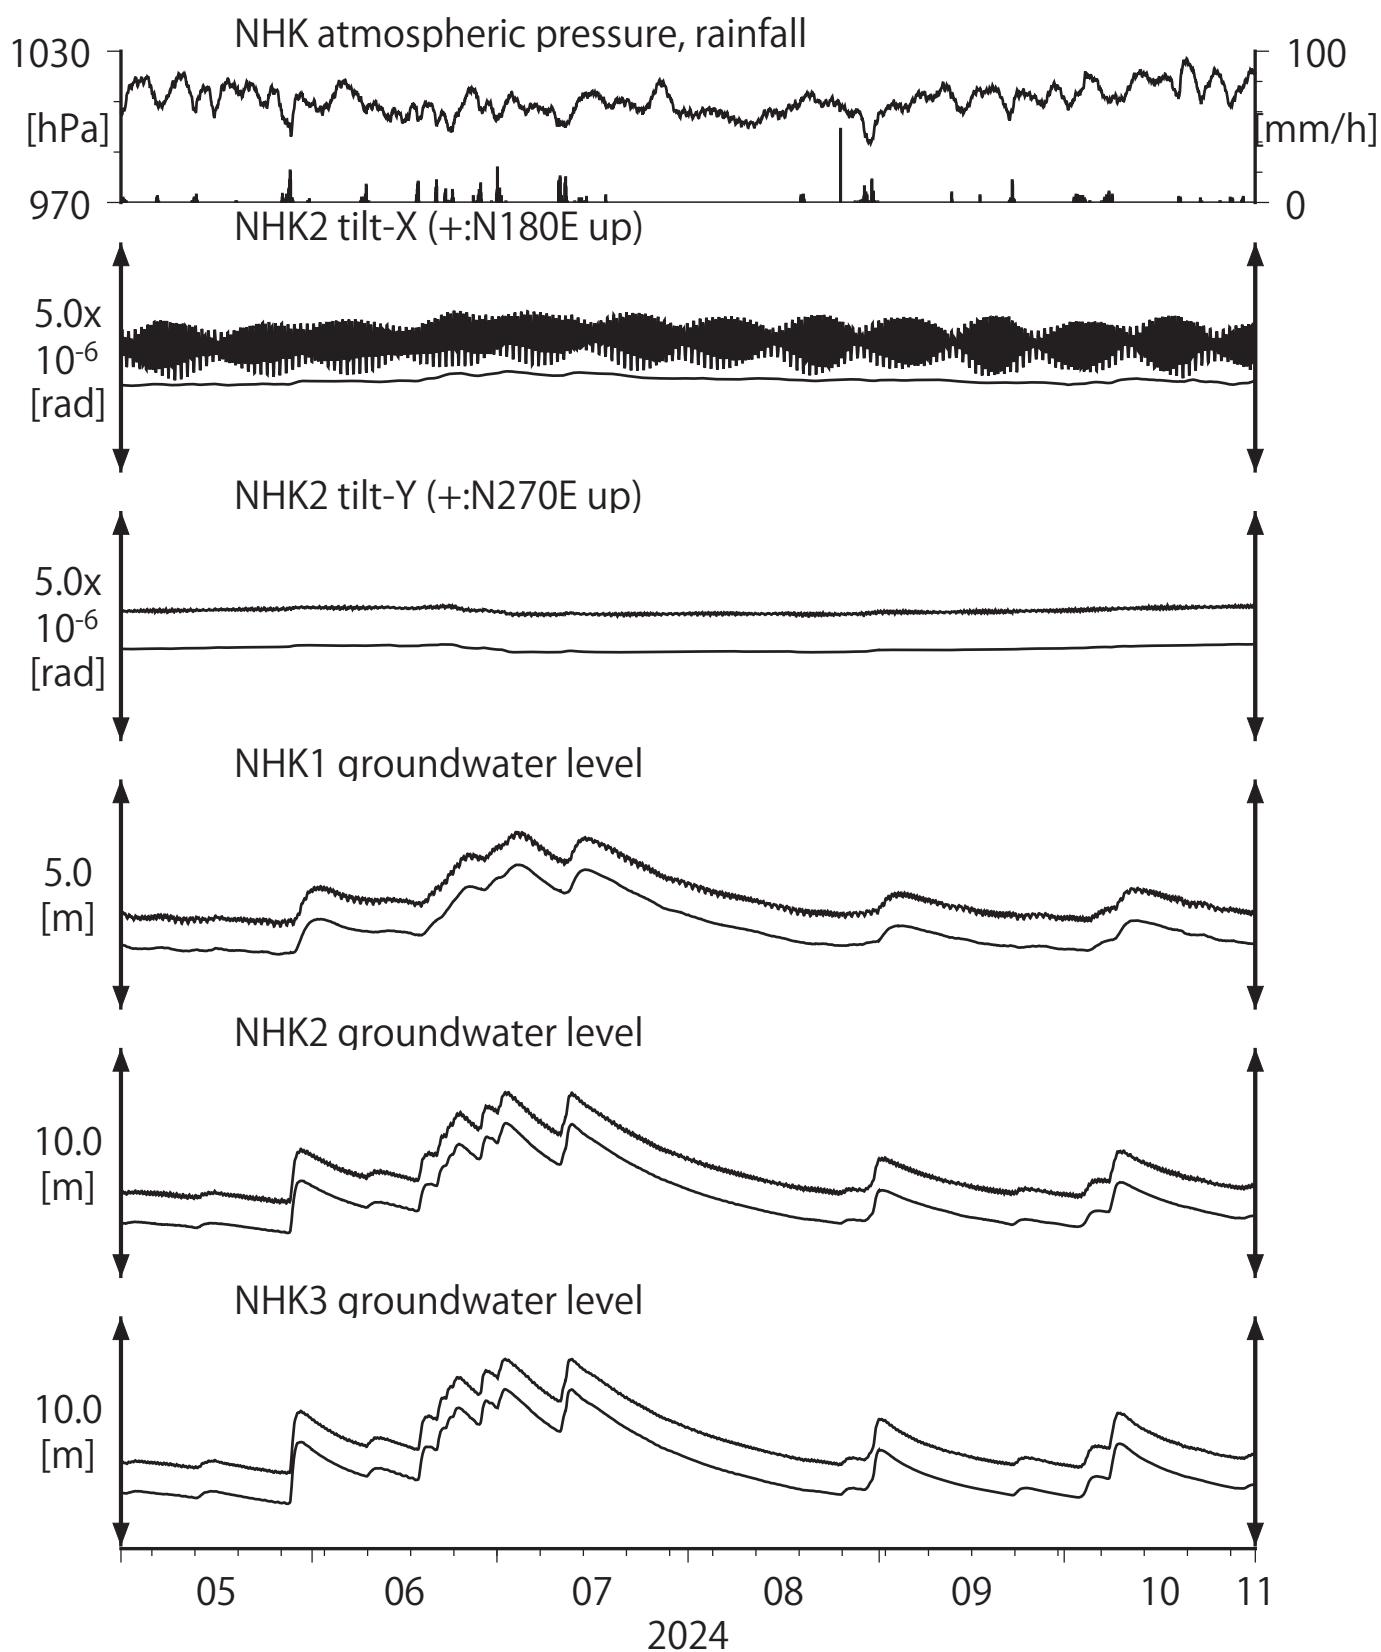 NHK atmospheric pressure, rainfall
1030
100
[hPa]
[mm/h]
970
0
NHK2 tilt-X (+:N180E up)
5.0x
10-6
[rad]
NHK2 tilt-Y (+:N270E up)
5.0x
10-6
[rad]
NHK1 groundwater level
5.0
[m]
NHK2 groundwater level
10.0
[m]
NHK3 groundwater level
10.0
[m]
05 06 07 08 09 10 11
2024